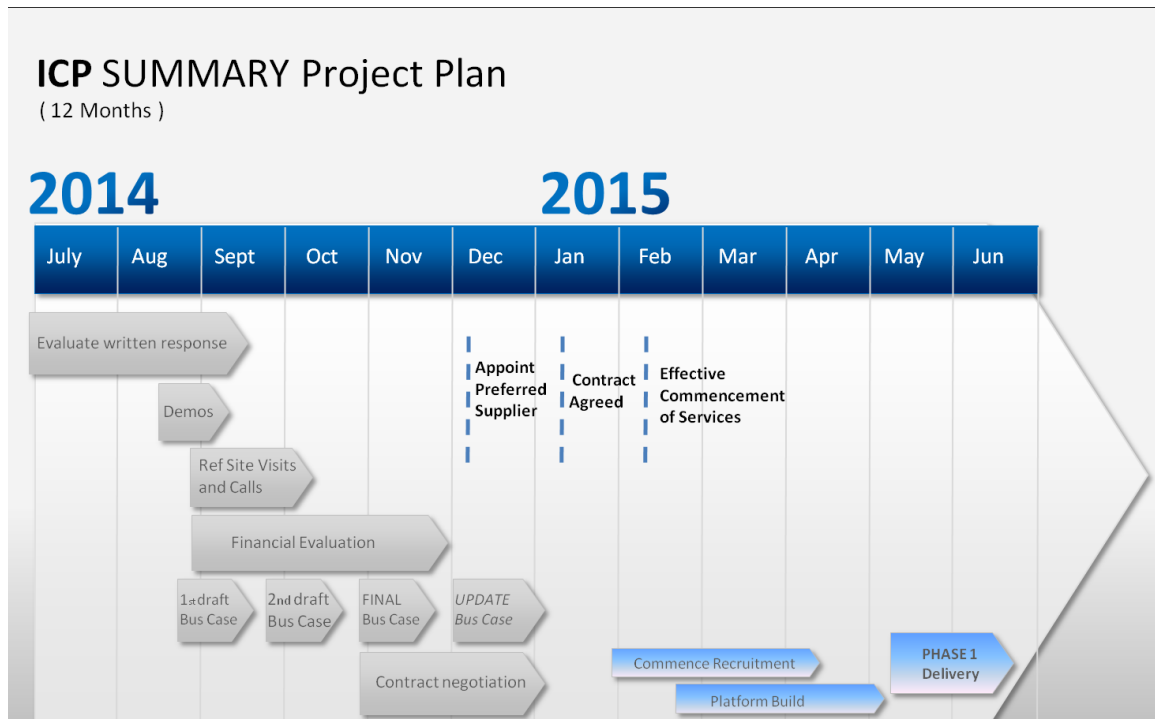 ICP SUMMARY Project Plan
( 12 Months )
2014 2015
July Aug Sept Oct Nov Dec Jan Feb Mar Apr May Jun
Evaluate written response
Appoint
Preferred
Supplier
Contract
Agreed
Effective
Commencement
of Services
Demos
Ref Site Visits
and Calls
Financial Evaluation
1st draft
Bus Case
2nd draft
Bus Case
FINAL
Bus Case
UPDATE
Bus Case
Commence Recruitment
PHASE 1
Delivery
Contract negotiation
Platform Build